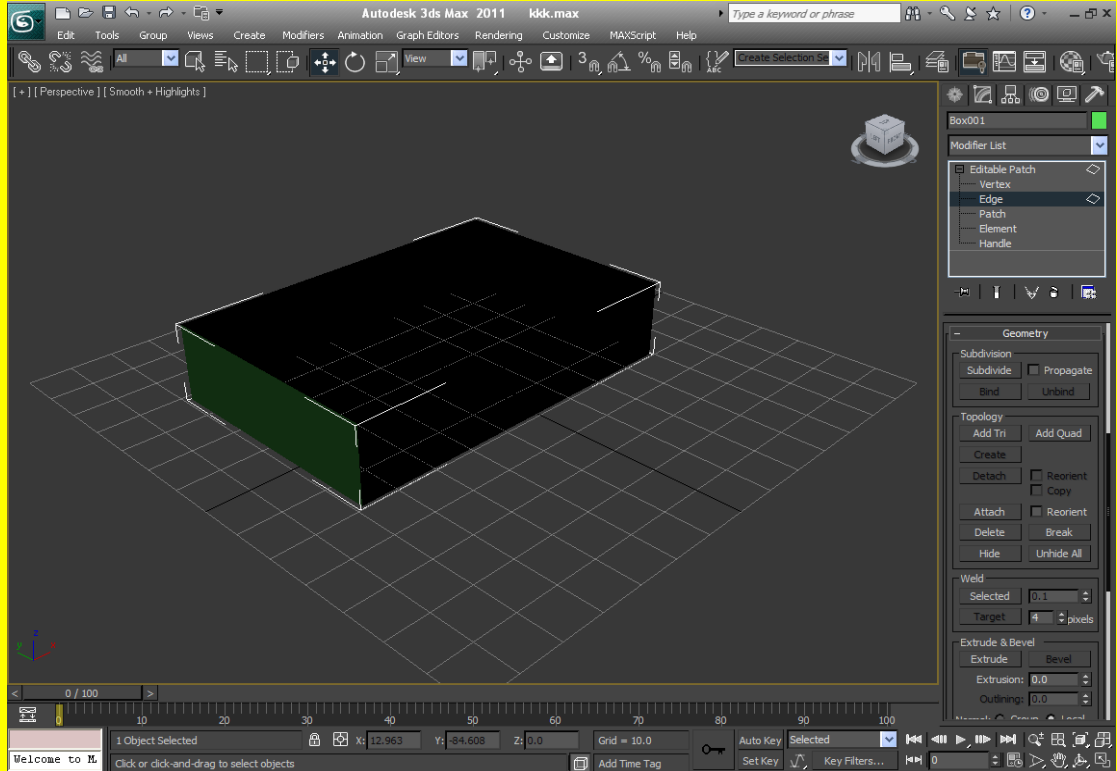 Autodesk 3ds Max 2011 kkk.max
Type a keyword or phrase
Edit Tools Group Views Create Modifiers Animation Graph Editors Rendering Customize MAXScript Help
All View 3 % ABC Create Selection Se
[ + ] [ Perspective ] [ Smooth + Highlights ]
Box001
Modifier List
Editable Patch
Vertex
Edge
Patch
Element
Handle
Geometry
Subdivision
Subdivide Propagate
Bind Unbind
Topology
Add Tri Add Quad
Create
Detach Reorient
Copy
Attach Reorient
Delete Break
Hide Unhide All
Weld
Selected 0.1
Target 4 pixels
Extrude & Bevel
Extrude Bevel
Extrusion: 0.0
Outlining: 0.0
z
y x
< 0 / 100 >
0 10 20 30 40 50 60 70 80 90 100
1 Object Selected X: 12.963 Y: -84.608 Z: 0.0 Grid = 10.0 Auto Key Selected
Welcome to M. Click or click-and-drag to select objects Add Time Tag Set Key Key Filters... 0